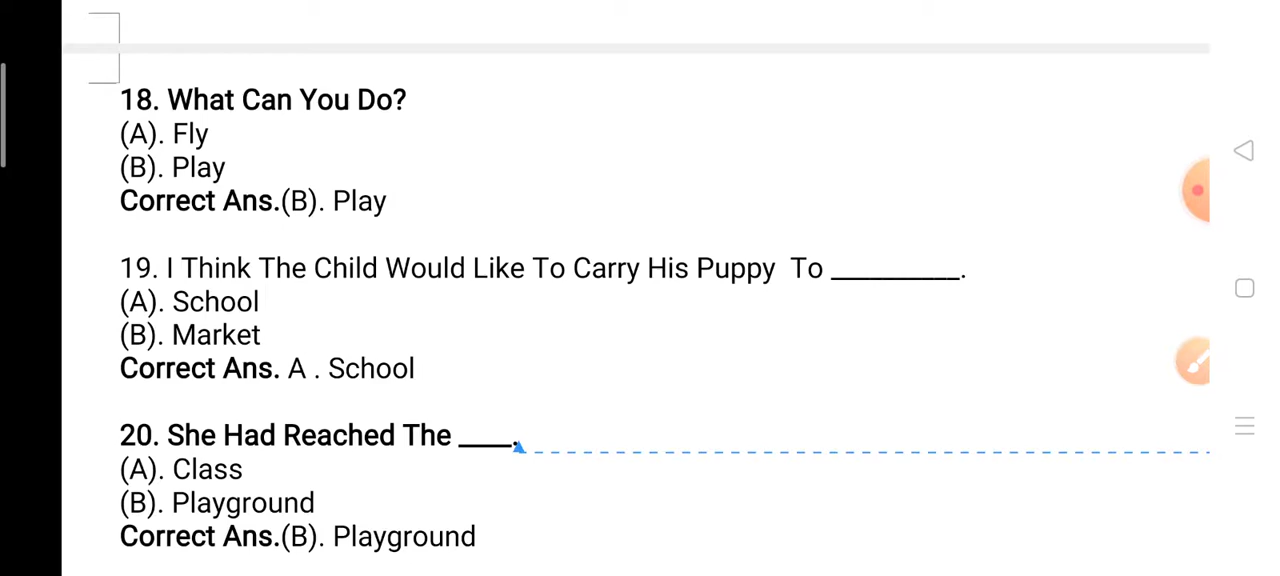 18. What Can You Do?
(A). Fly
(B). Play
Correct Ans.(B). Play
19. I Think The Child Would Like To Carry His Puppy  To _________.
(A). School
(B). Market
Correct Ans. A . School
20. She Had Reached The ____.
(A). Class
(B). Playground
Correct Ans.(B). Playground